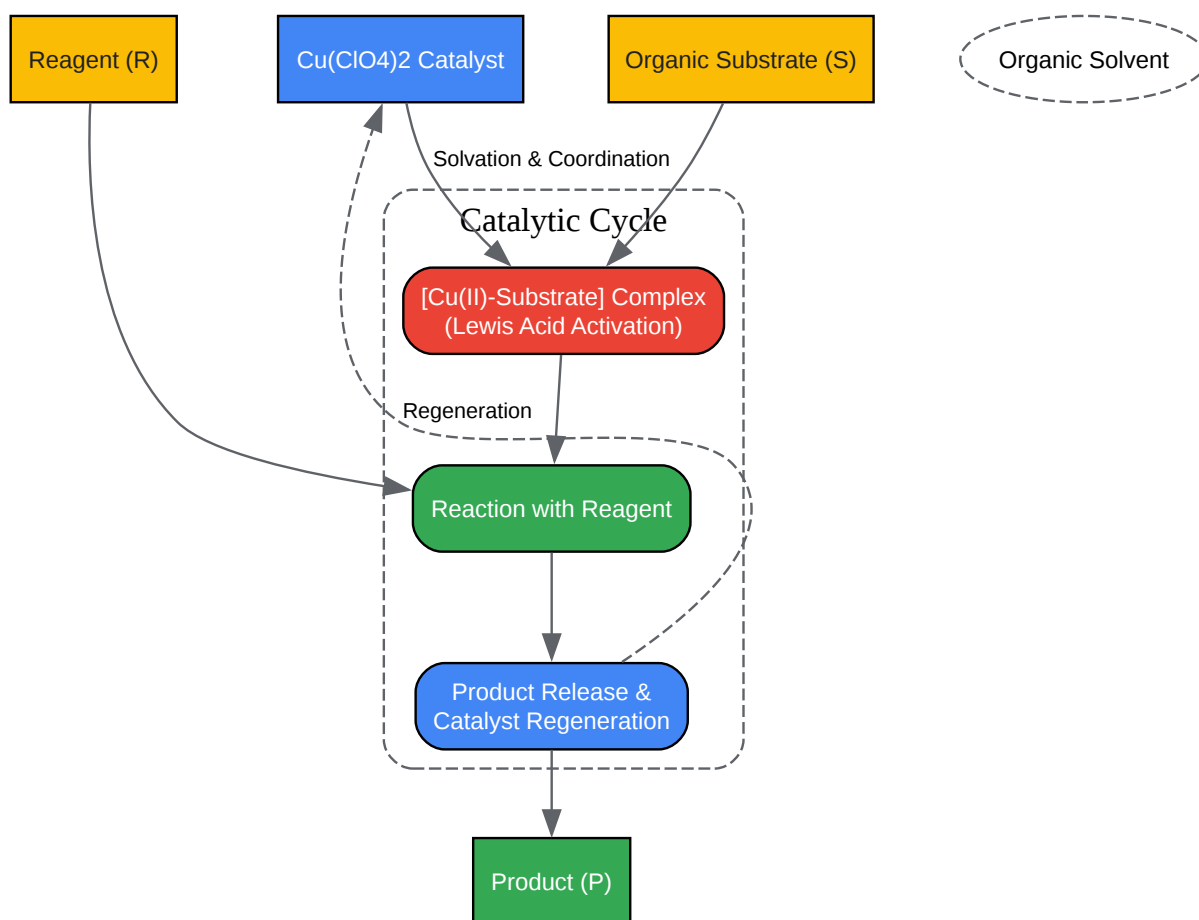 Reagent (R)
Cu(ClO4)2 Catalyst
Organic Substrate (S)
Organic Solvent
Solvation & Coordination
Catalytic Cycle
[Cu(II)-Substrate] Complex
(Lewis Acid Activation)
Regeneration
Reaction with Reagent
Product Release &
Catalyst Regeneration
Product (P)